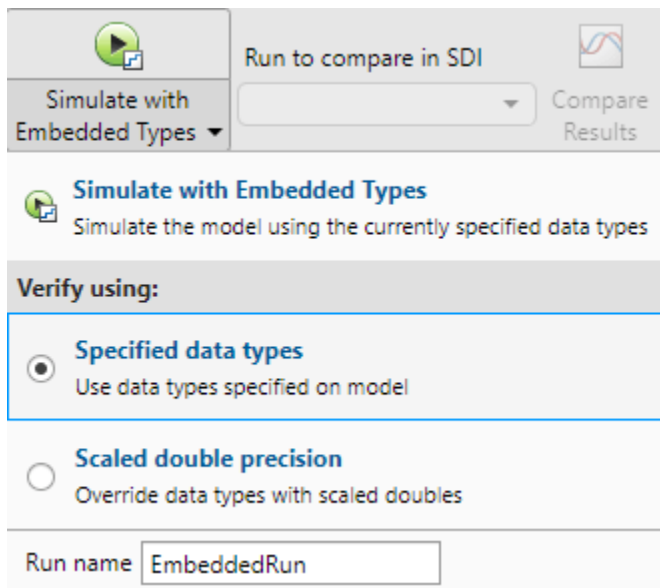 Simulate with
Embedded Types
Run to compare in SDI
Compare
Results
Simulate with Embedded Types
Simulate the model using the currently specified data types
Verify using:
Specified data types
Use data types specified on model
Scaled double precision
Override data types with scaled doubles
Run name EmbeddedRun